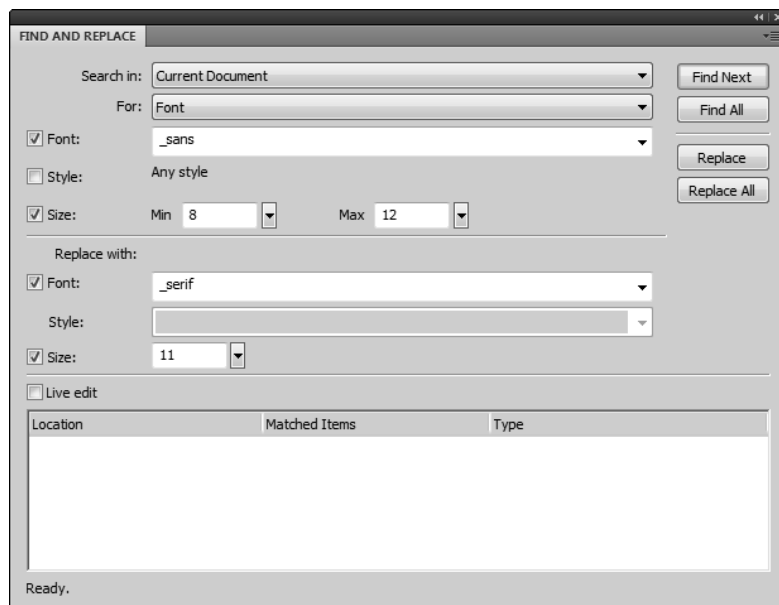 FIND AND REPLACE
Search in: Current Document Find Next
For: Font Find All
Font: _sans
Replace
Style: Any style
Replace All
Size: Min 8 Max 12
Replace with:
Font: _serif
Style:
Size: 11
Live edit
Location Matched Items Type
Ready.